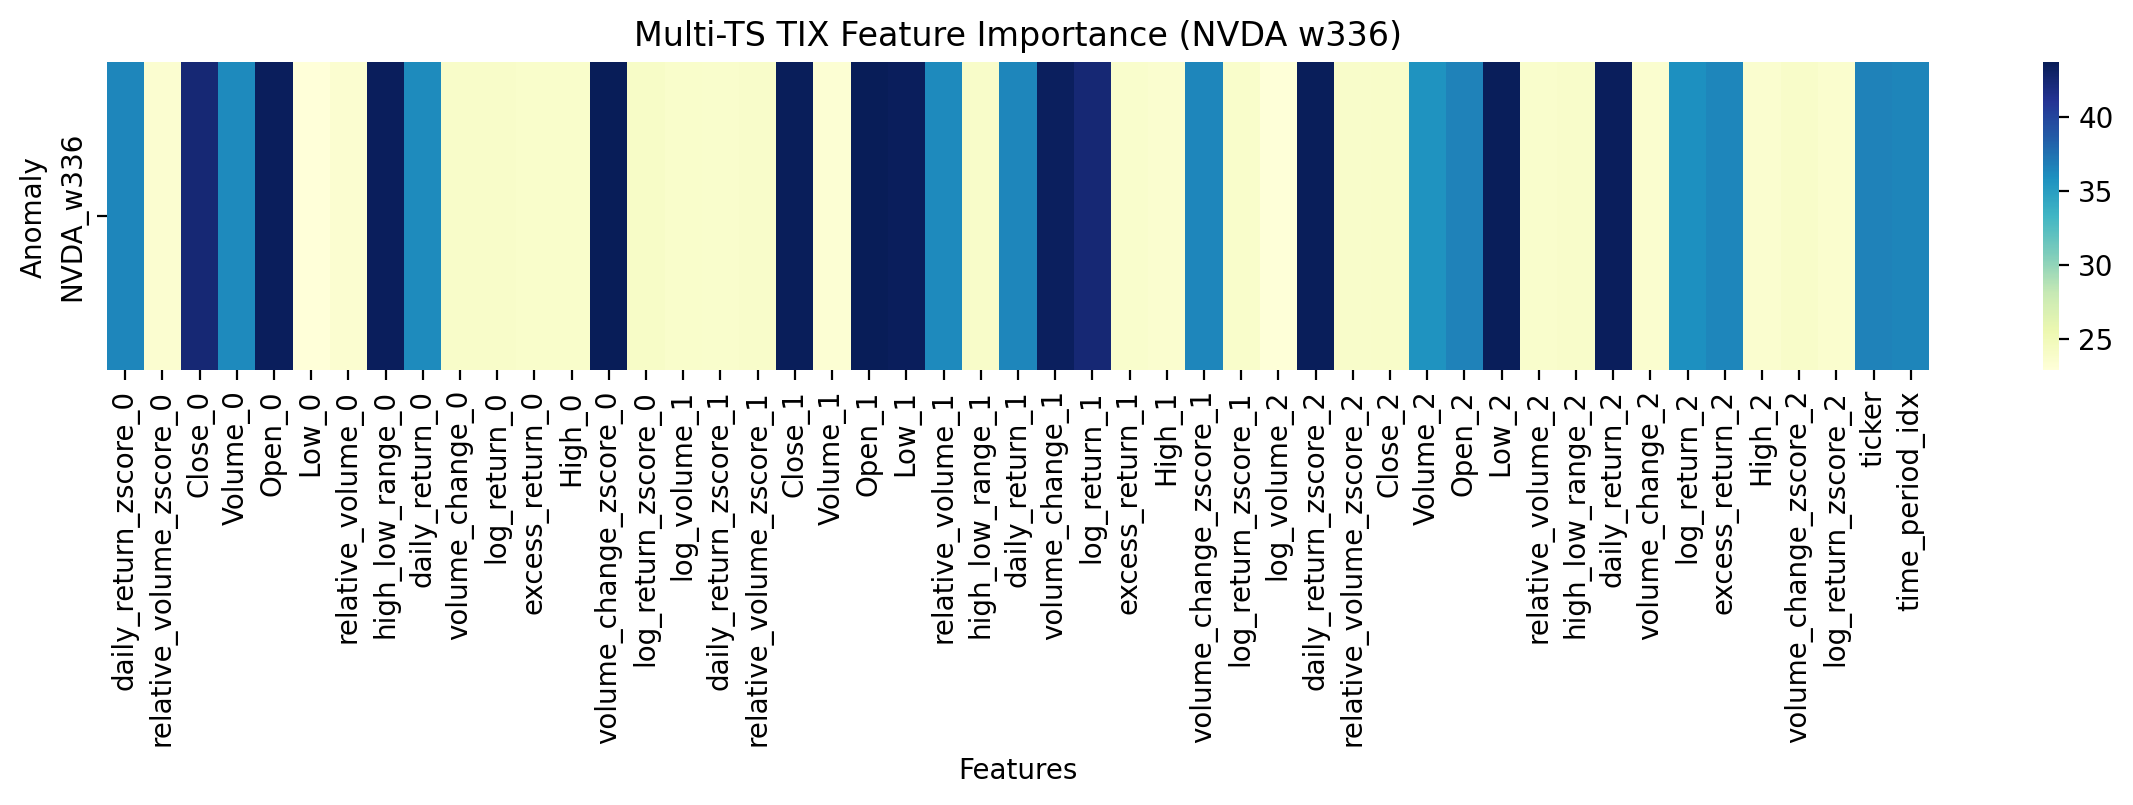 Multi-TS TIX Feature Importance (NVDA w336)
Anomaly
NVDA_w336
40
35
30
25
daily_return_zscore_0
relative_volume_zscore_0
Close_0
Volume_0
Open_0
Low_0
relative_volume_0
high_low_range_0
daily_return_0
volume_change_0
log_return_0
excess_return_0
High_0
volume_change_zscore_0
log_return_zscore_0
log_volume_1
daily_return_zscore_1
relative_volume_zscore_1
Close_1
Volume_1
Open_1
Low_1
relative_volume_1
high_low_range_1
daily_return_1
volume_change_1
log_return_1
excess_return_1
High_1
volume_change_zscore_1
log_return_zscore_1
log_volume_2
daily_return_zscore_2
relative_volume_zscore_2
Close_2
Volume_2
Open_2
Low_2
relative_volume_2
high_low_range_2
daily_return_2
volume_change_2
log_return_2
excess_return_2
High_2
volume_change_zscore_2
log_return_zscore_2
ticker
time_period_idx
Features